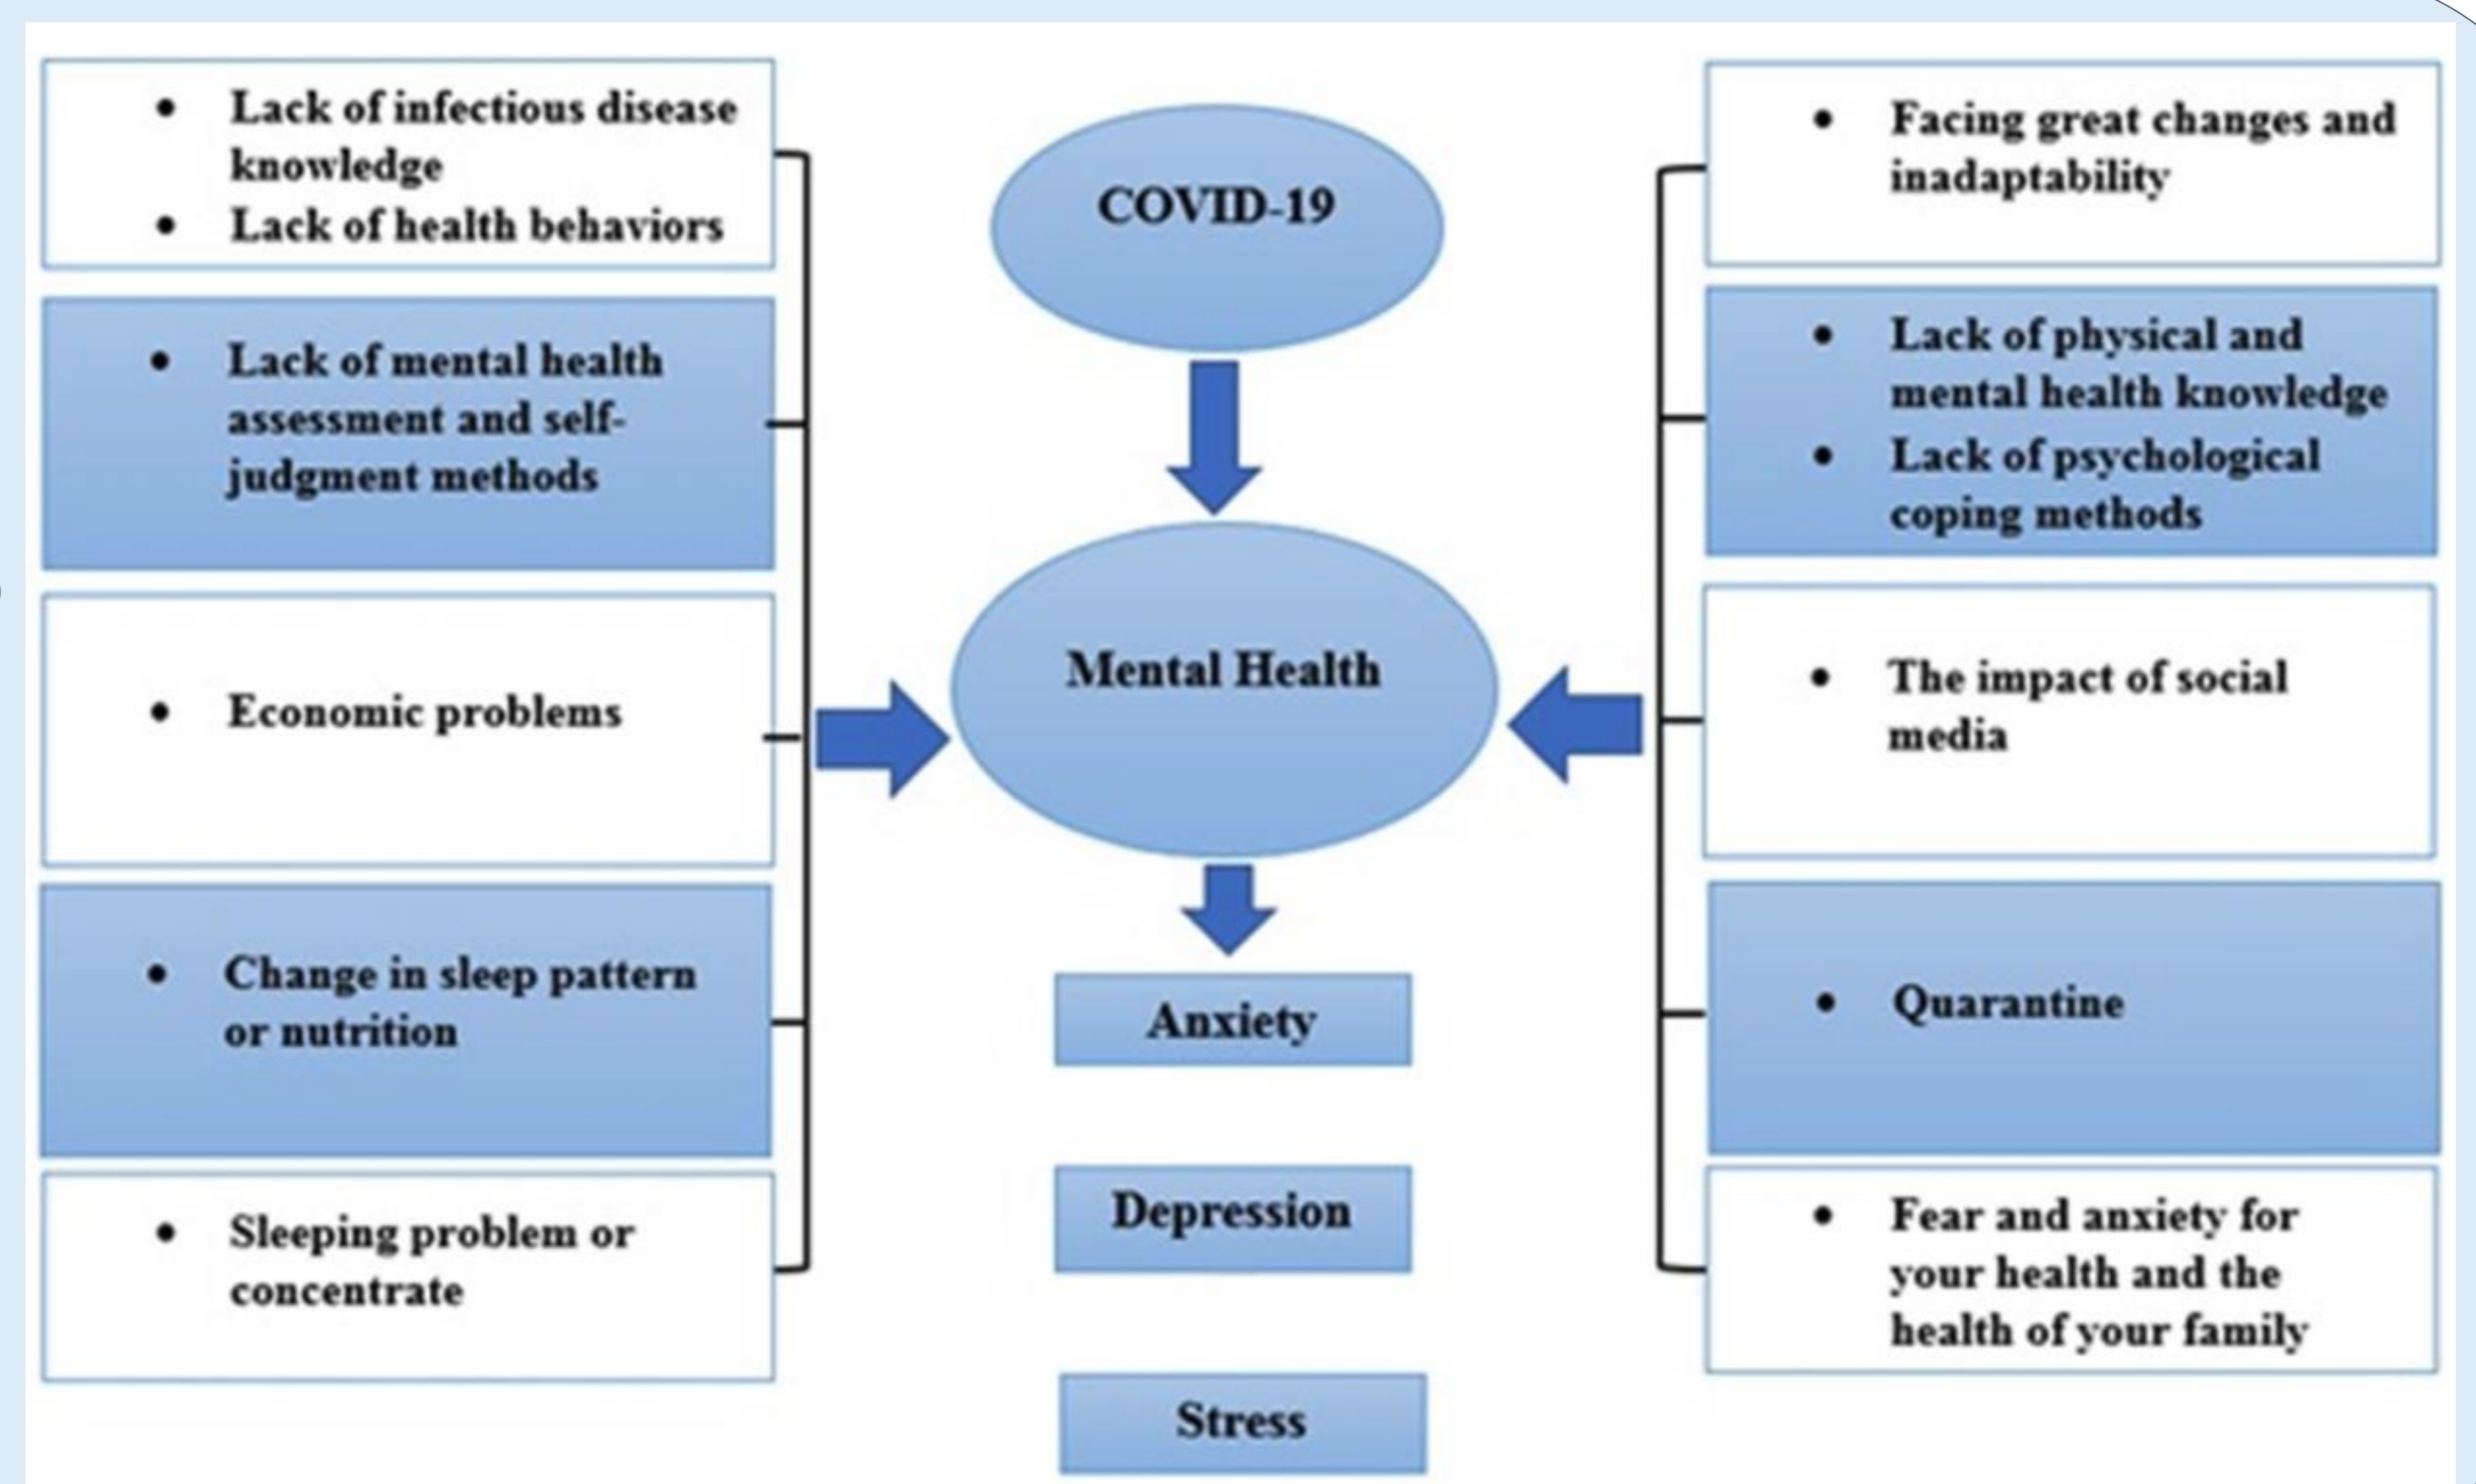 • Lack of infectious disease
knowledge
• Lack of health behaviors
• Lack of mental health
assessment and self-
judgment methods
• Economic problems
• Change in sleep pattern
or nutrition
• Sleeping problem or
concentrate
COVID-19
Mental Health
Anxiety
Depression
Stress
• Facing great changes and
inadaptability
• Lack of physical and
mental health knowledge
• Lack of psychological
coping methods
• The impact of social
media
• Quarantine
• Fear and anxiety for
your health and the
health of your family